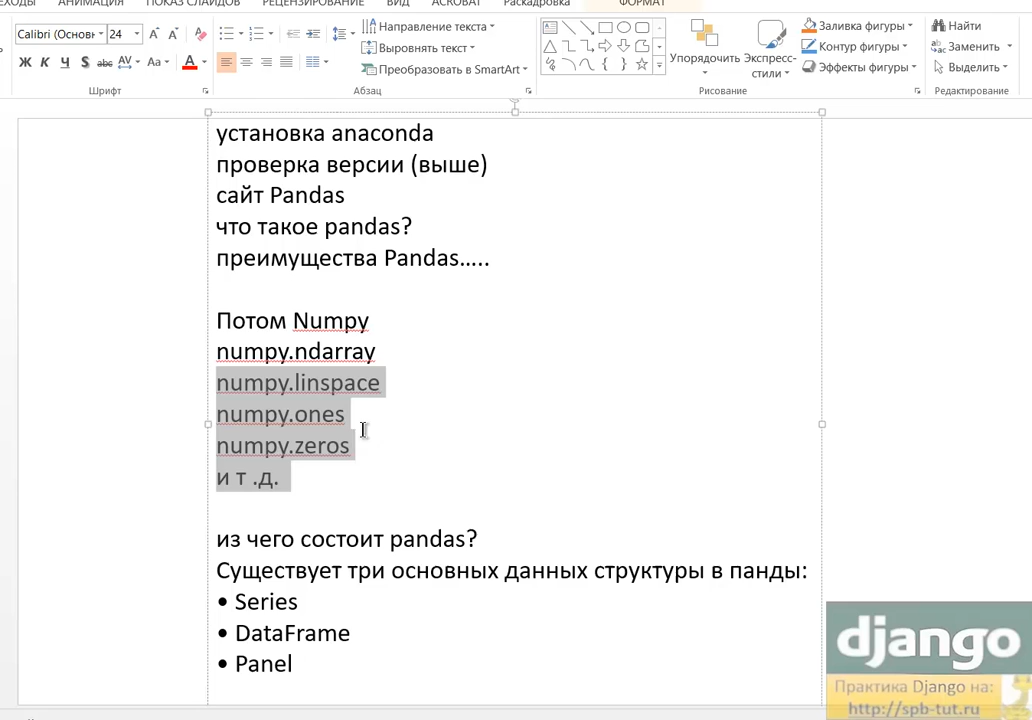 ЕХОДЫ АНИМАЦИЯ ПОКАЗ СЛАЙДОВ РЕЦЕНЗИРОВАНИЕ ВИД ACROBAT Раскадровка ФОРМАТ
Calibri (Основн 24
Направление текста
Выровнять текст
Преобразовать в SmartArt
Ж К Ч S abc AV Aa А
Упорядочить
Экспресс-
стили
Заливка фигуры
Контур фигуры
Эффекты фигуры
Найти
Заменить
Выделить
Шрифт Абзац Рисование Редактирование
установка anaconda
проверка версии (выше)
сайт Pandas
что такое pandas?
преимущества Pandas…..
Потом Numpy
numpy.ndarray
numpy.linspace
numpy.ones
numpy.zeros
и т .д.
из чего состоит pandas?
Существует три основных данных структуры в панды:
• Series
• DataFrame
• Panel
django
Практика Django на:
http://spb-tut.ru